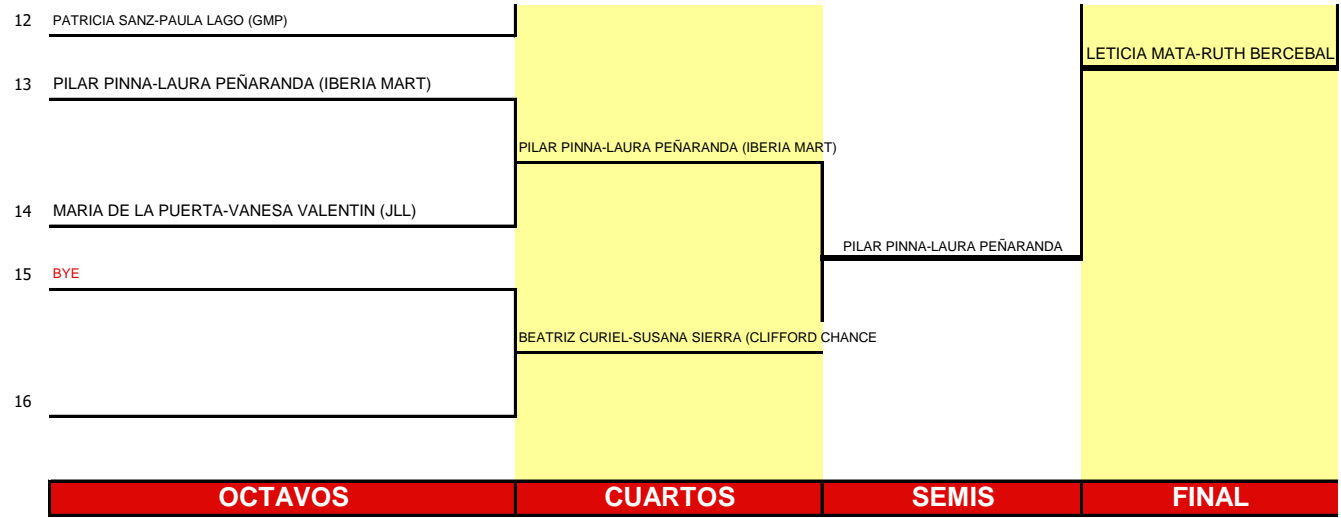 12 PATRICIA SANZ-PAULA LAGO (GMP)
LETICIA MATA-RUTH BERCEBAL
13 PILAR PINNA-LAURA PEÑARANDA (IBERIA MART)
PILAR PINNA-LAURA PEÑARANDA (IBERIA MART)
14 MARIA DE LA PUERTA-VANESA VALENTIN (JLL)
PILAR PINNA-LAURA PEÑARANDA
15 BYE
BEATRIZ CURIEL-SUSANA SIERRA (CLIFFORD CHANCE
16
OCTAVOS CUARTOS SEMIS FINAL